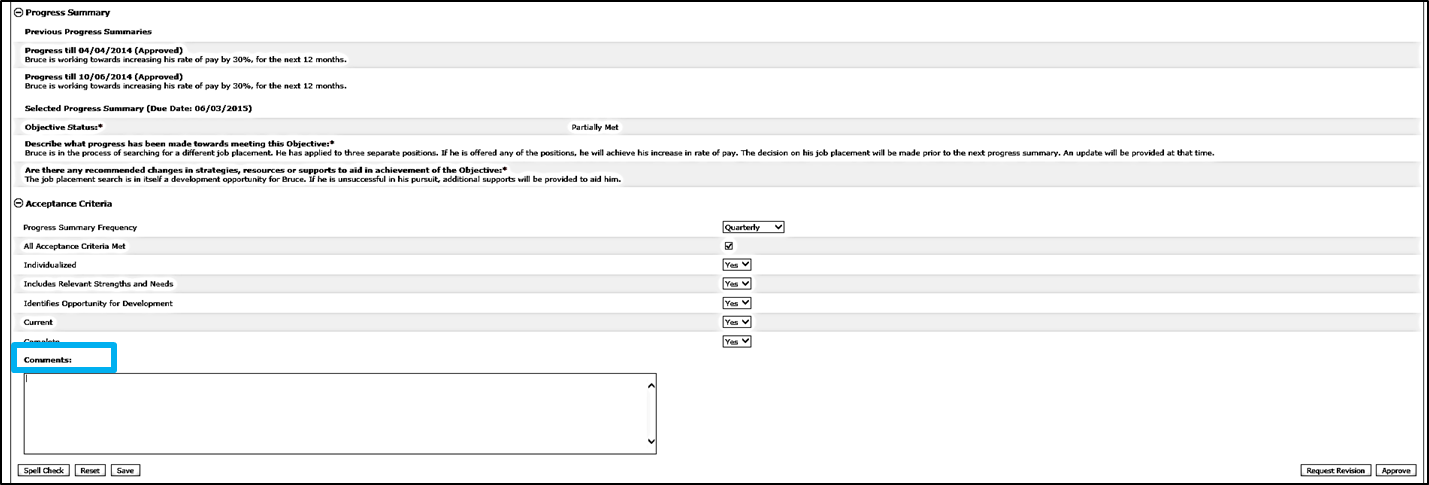 Progress Summary
Previous Progress Summaries
Progress till 04/04/2014 (Approved)
Bruce is working towards increasing his rate of pay by 30%, for the next 12 months.
Progress till 10/06/2014 (Approved)
Bruce is working towards increasing his rate of pay by 30%, for the next 12 months.
Selected Progress Summary (Due Date: 06/03/2015)
Objective Status:* Partially Met
Describe what progress has been made towards meeting this Objective:*
Bruce is in the process of searching for a different job placement. He has applied to three separate positions. If he is offered any of the positions, he will achieve his increase in rate of pay. The decision on his job placement will be made prior to the next progress summary. An update will be provided at that time.
Are there any recommended changes in strategies, resources or supports to aid in achievement of the Objective:*
The job placement search is in itself a development opportunity for Bruce. If he is unsuccessful in his pursuit, additional supports will be provided to aid him.
Acceptance Criteria
Progress Summary Frequency Quarterly
All Acceptance Criteria Met
Individualized Yes
Includes Relevant Strengths and Needs Yes
Identifies Opportunity for Development Yes
Current Yes
Complete Yes
Comments:
Spell Check Reset Save Request Revision Approve